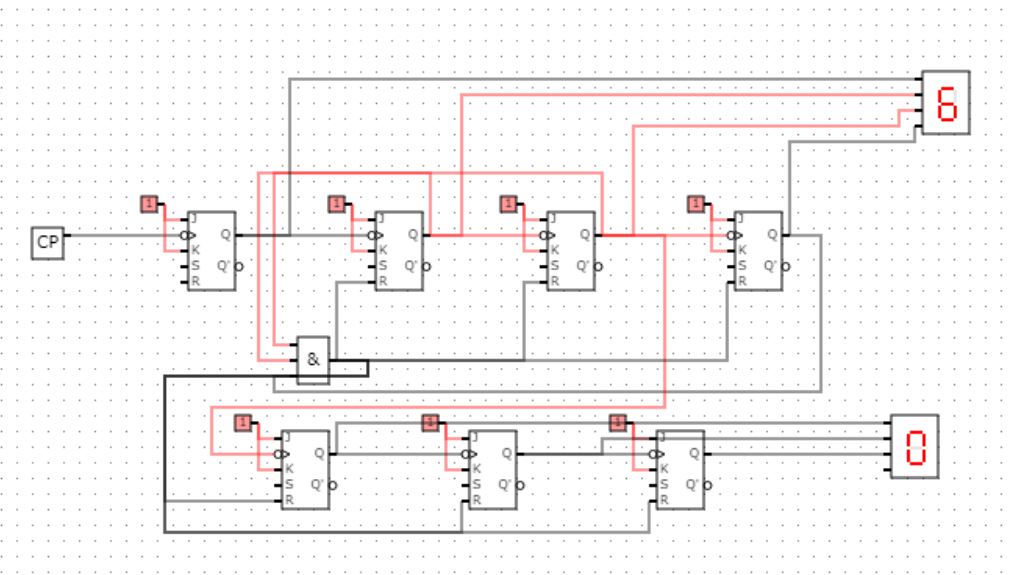 6
1 1 1 1
J J J J
CP Q Q Q Q
K K K K
S Q' S Q' S Q' S Q'
R R R R
&
1 1 1
J J J
Q Q Q 0
K K K
S Q' S Q' S Q'
R R R